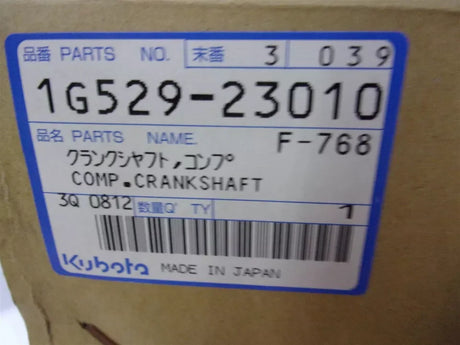 品番 PARTS NO. 末番 3 039
1G529-23010
品名 PARTS NAME. F-768
クランクシャフト,コンプ
COMP.CRANKSHAFT
3Q 0812 数量Q'TY 1
Kubota MADE IN JAPAN